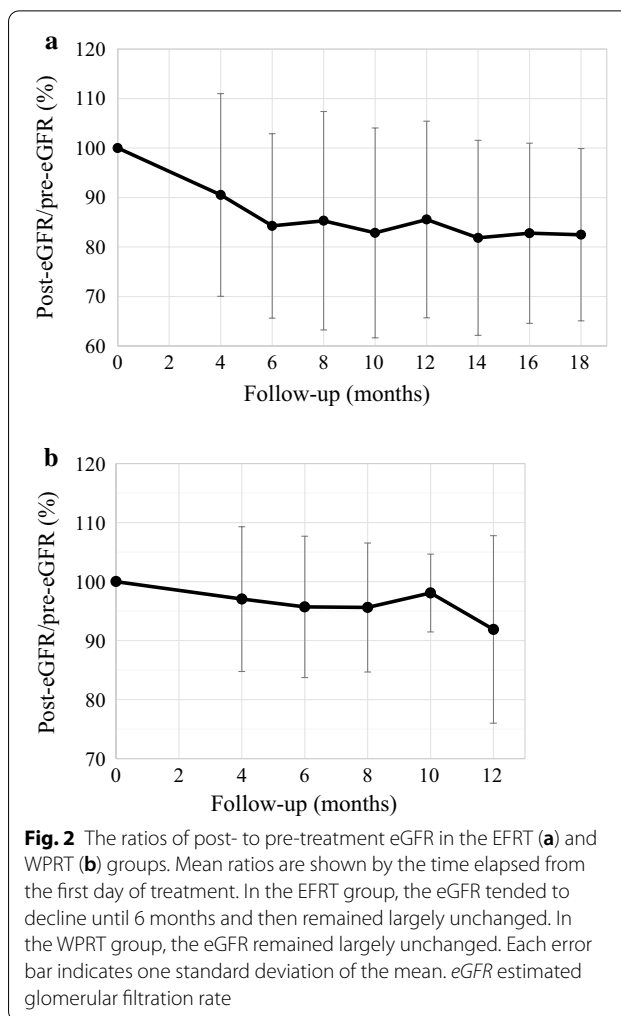 a
120
110
100
90
80
70
60
Post-eGFR/pre-eGFR (%)
0 2 4 6 8 10 12 14 16 18
Follow-up (months)
b
120
110
100
90
80
70
Post-eGFR/pre-eGFR (%)
0 2 4 6 8 10 12
Follow-up (months)
Fig. 2 The ratios of post- to pre-treatment eGFR in the EFRT (a) and
WPRT (b) groups. Mean ratios are shown by the time elapsed from
the first day of treatment. In the EFRT group, the eGFR tended to
decline until 6 months and then remained largely unchanged. In
the WPRT group, the eGFR remained largely unchanged. Each error
bar indicates one standard deviation of the mean. eGFR estimated
glomerular filtration rate